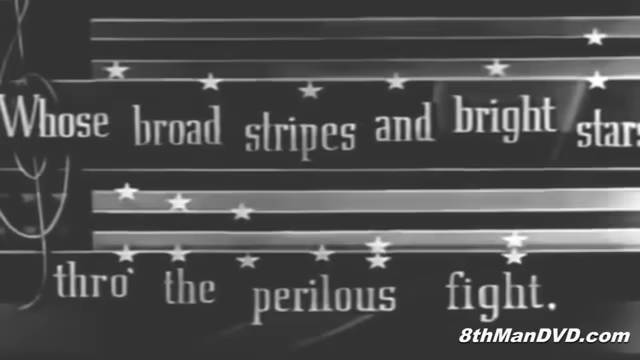 Whose broad stripes and bright stars
thro' the perilous fight.
8thManDVD.com